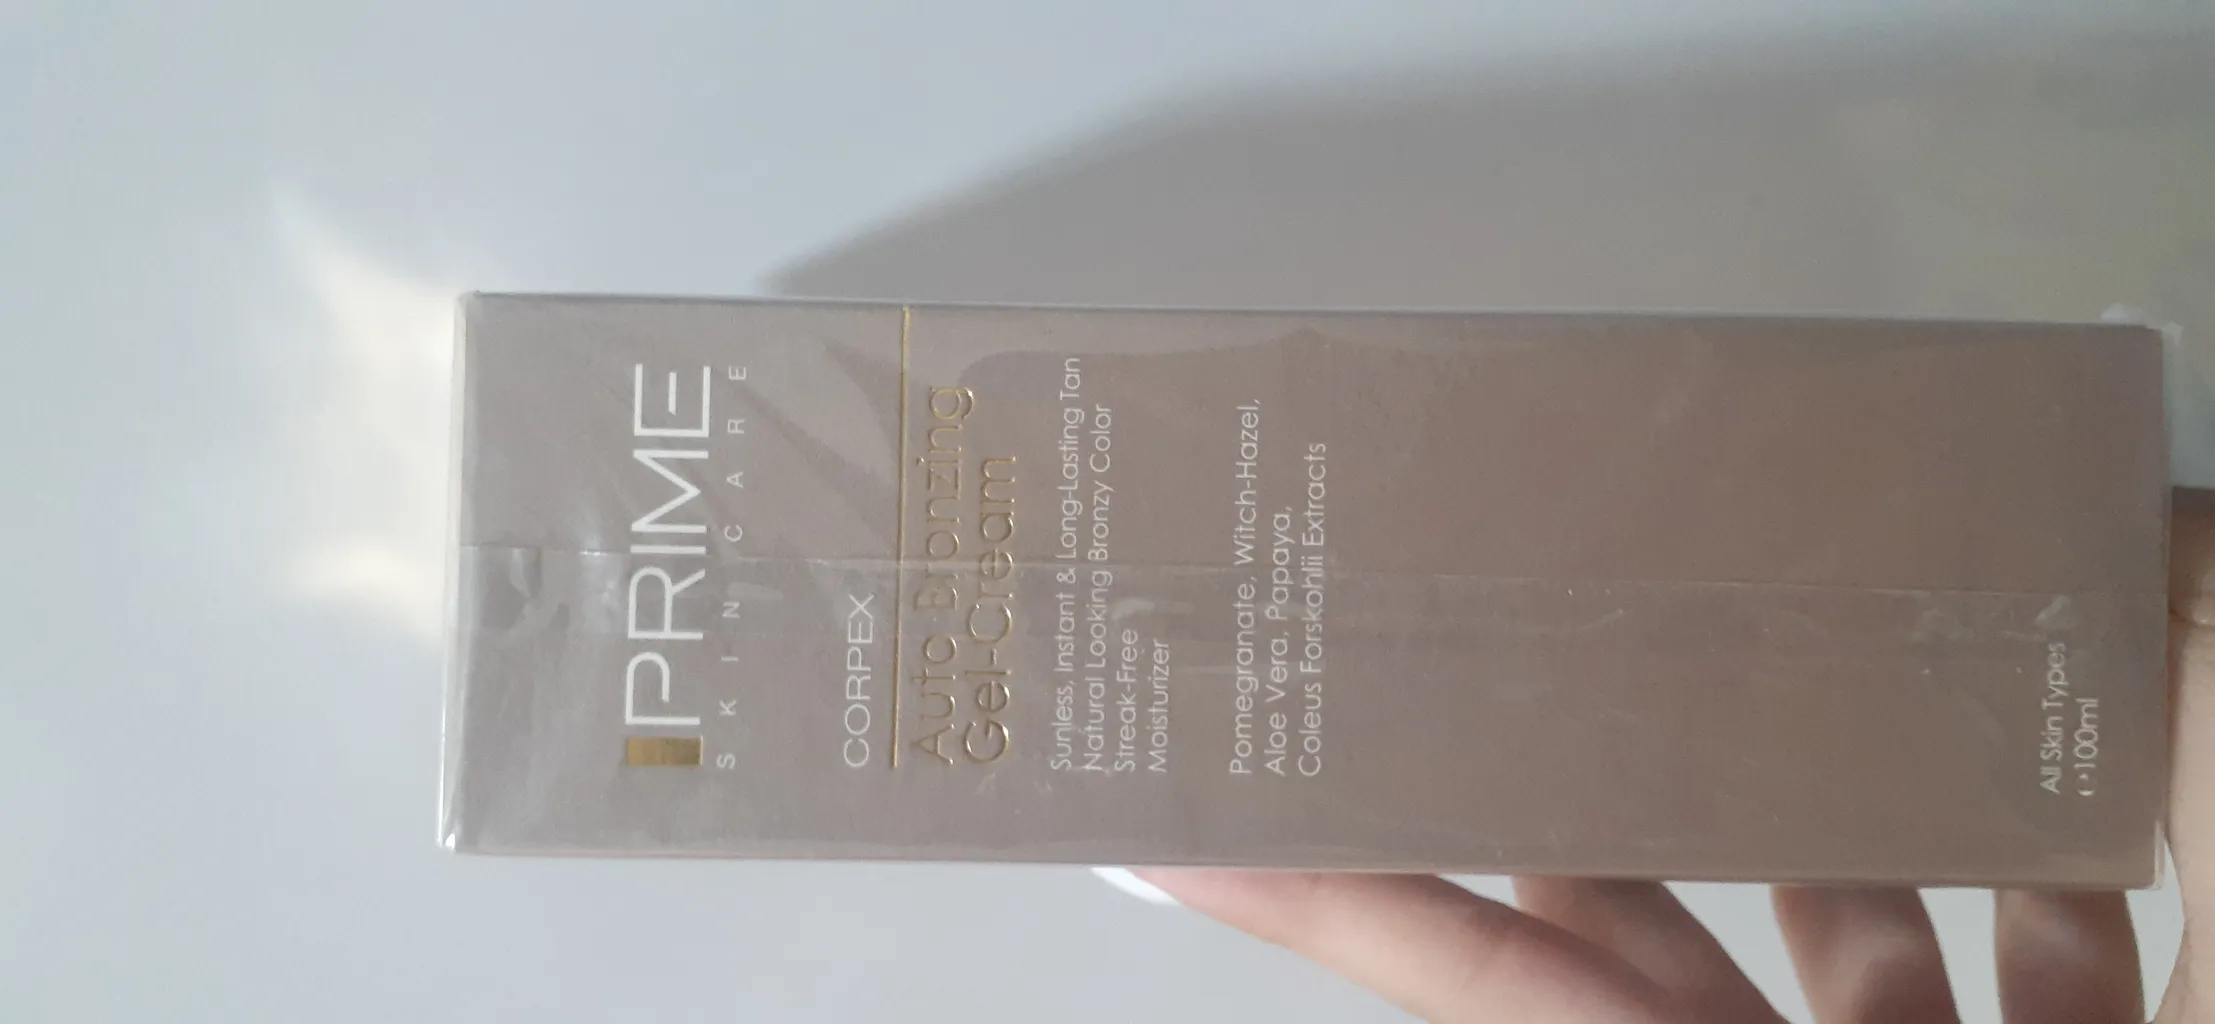 PRIME
SKINCARE
CORPEX
Auto Bronzing
Gel-Cream
Sunless, Instant & Long-Lasting Tan
Natural Looking Bronzy Color
Streak-Free
Moisturizer
Pomegranate, Witch-Hazel,
Aloe Vera, Papaya,
Coleus Forskohlii Extracts
All Skin Types
e 100ml